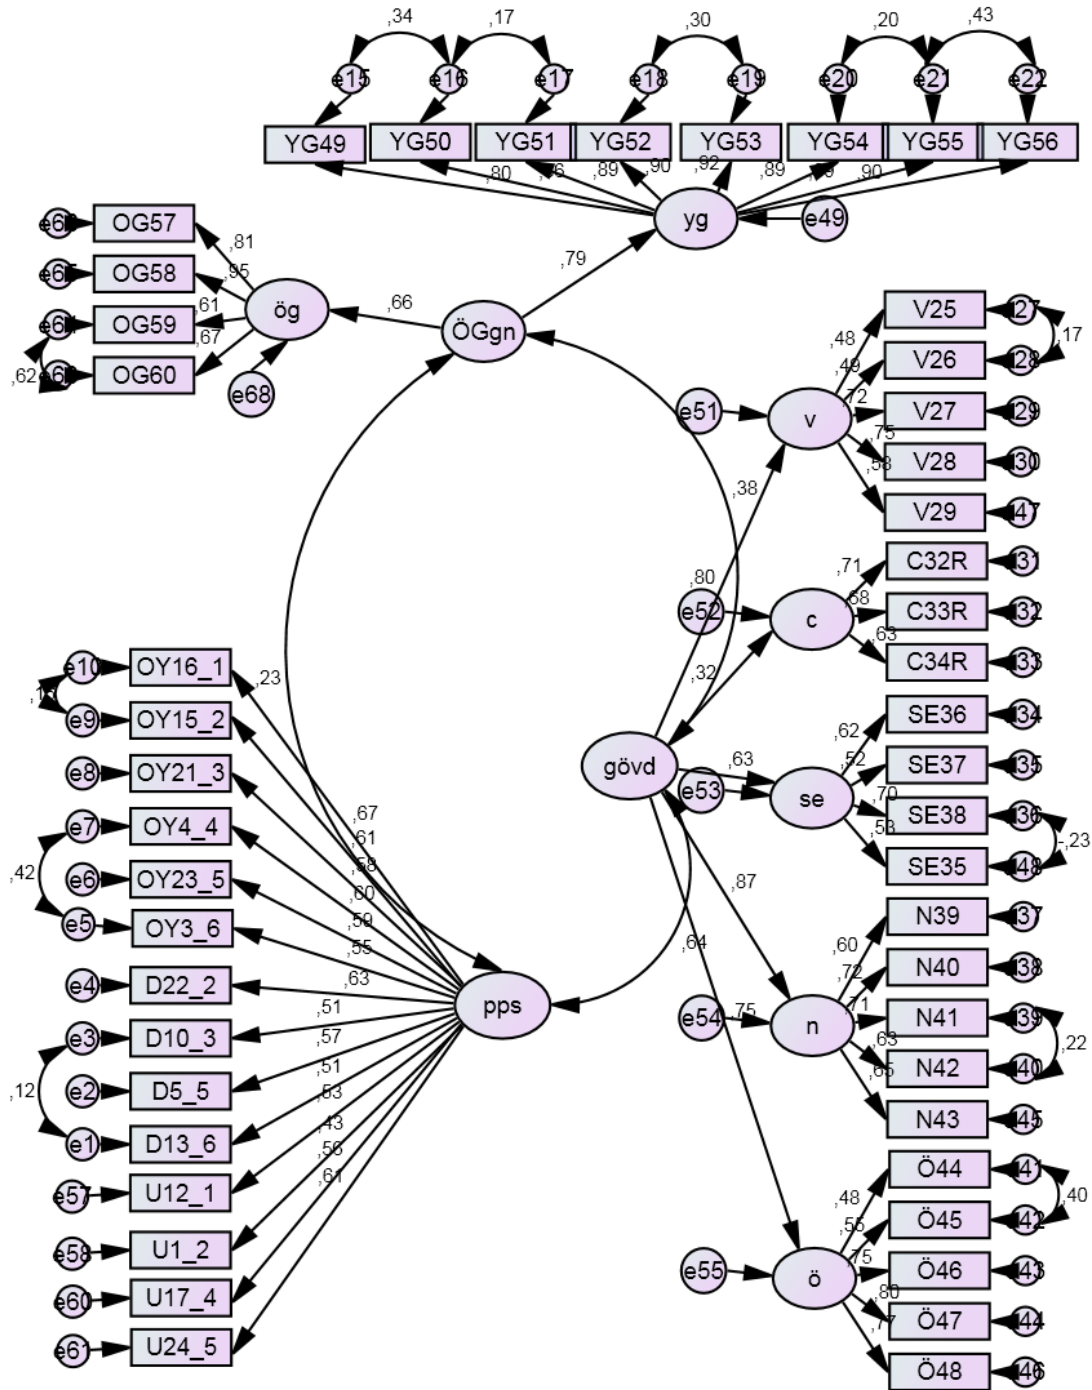 ,34 ,17 ,30 ,20 ,43
e15 e16 e17 e18 e19 e20 e21 e22
YG49 YG50 YG51 YG52 YG53 YG54 YG55 YG56
,80 ,89 ,90 ,92 ,89 ,90
yg e49
,79
OG57
OG58
OG59
OG60
,81
,95
,61
,67
,62
ög
e68
,66
ÖGgn
V25
V26
V27
V28
V29
,48
,49
,72
,75
,58
,17
e51 v
,38
,80
C32R
C33R
C34R
,71
,68
,63
e52 c
,32
SE36
SE37
SE38
SE35
,62
,52
,70
,53
-,23
gövd
,63
e53 se
,87
,64
N39
N40
N41
N42
N43
,60
,72
,71
,63
,65
,22
e54 ,75 n
Ö44
Ö45
Ö46
Ö47
Ö48
,48
,55
,75
,80
,77
,40
e55 ö
,23
e10 OY16_1
e9 OY15_2
e8 OY21_3
e7 OY4_4
e6 OY23_5
e5 OY3_6
e4 D22_2
e3 D10_3
e2 D5_5
e1 D13_6
e57 U12_1
e58 U1_2
e60 U17_4
e61 U24_5
,42
,12
,67
,61
,58
,60
,59
,55
,63
,51
,57
,51
,53
,43
,56
,61
pps